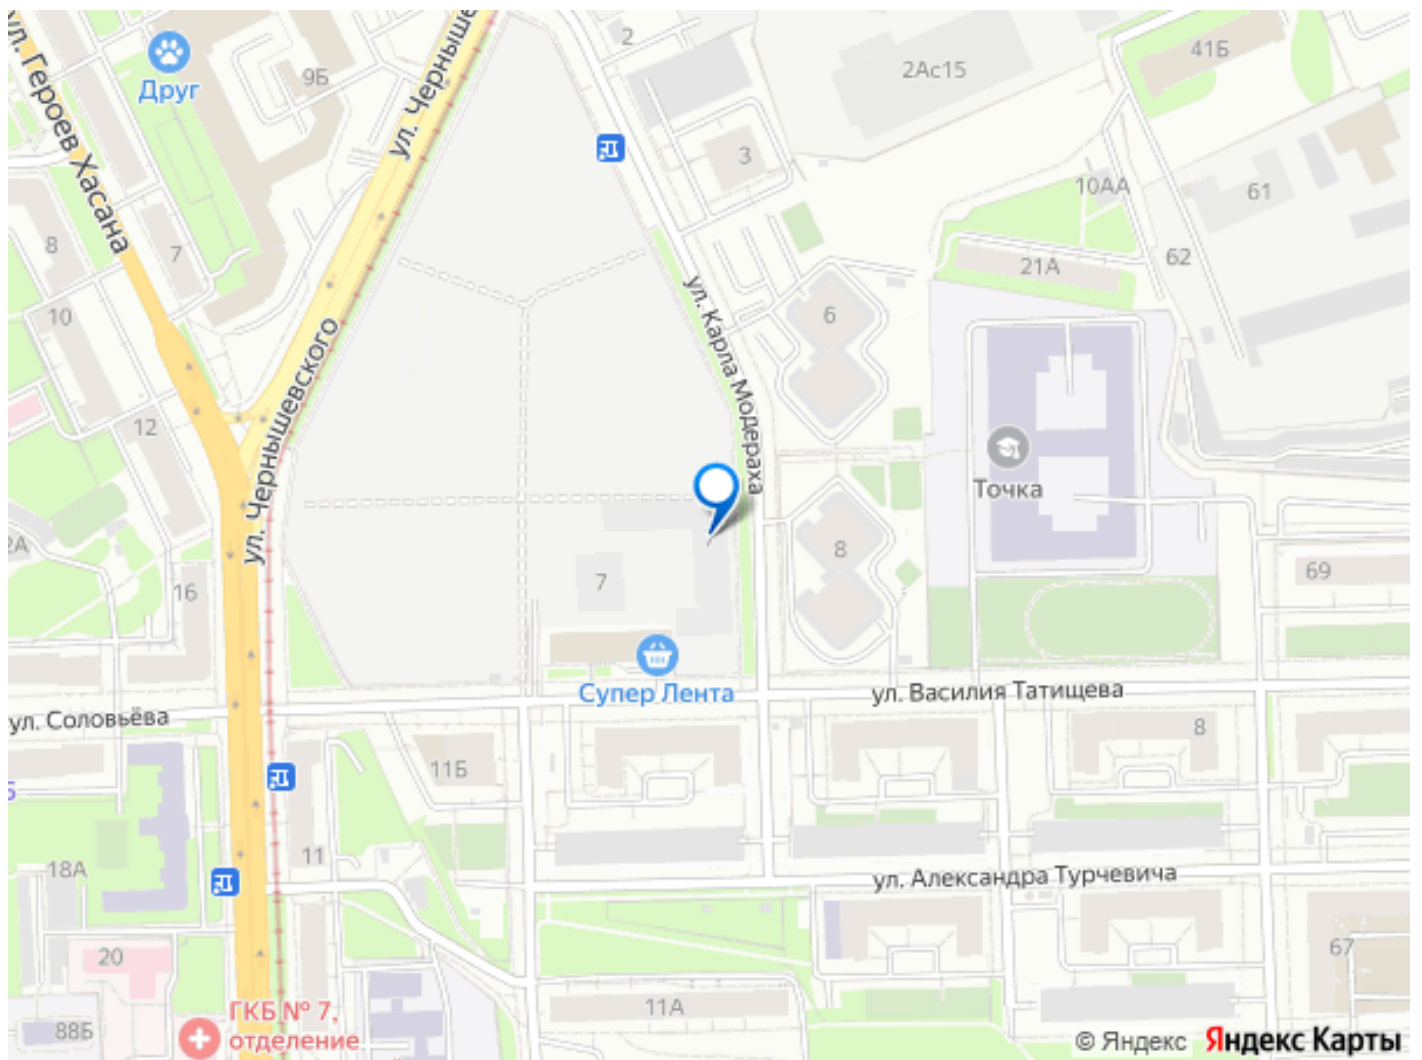 ул. Героев Хасана
Друг
9Б
ул. Чернышевского
2
2Ас15
41Б
3
10АА
61
62
21А
8
7
10
12
ул. Карла Модераха
6
ул. Чернышевского
Точка
8
7
16
69
Супер Лента
ул. Василия Татищева
ул. Соловьёва
8
11Б
11
18А
ул. Александра Турчевича
20
67
11А
ГКБ № 7,
отделение
88Б
© Яндекс Яндекс Карты